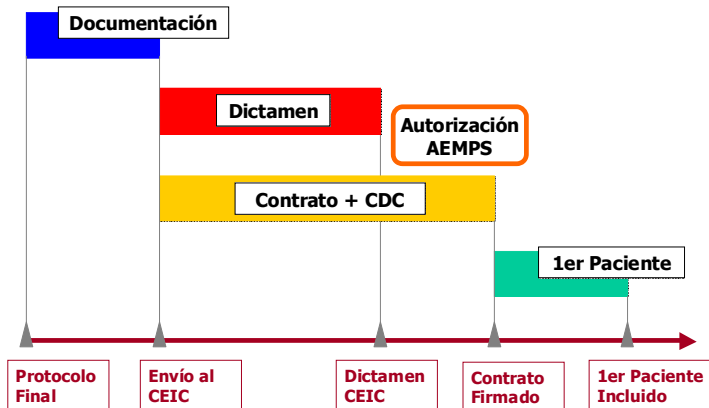 Documentación
Dictamen
Autorización
AEMPS
Contrato + CDC
1er Paciente
Protocolo
Final
Envío al
CEIC
Dictamen
CEIC
Contrato
Firmado
1er Paciente
Incluido